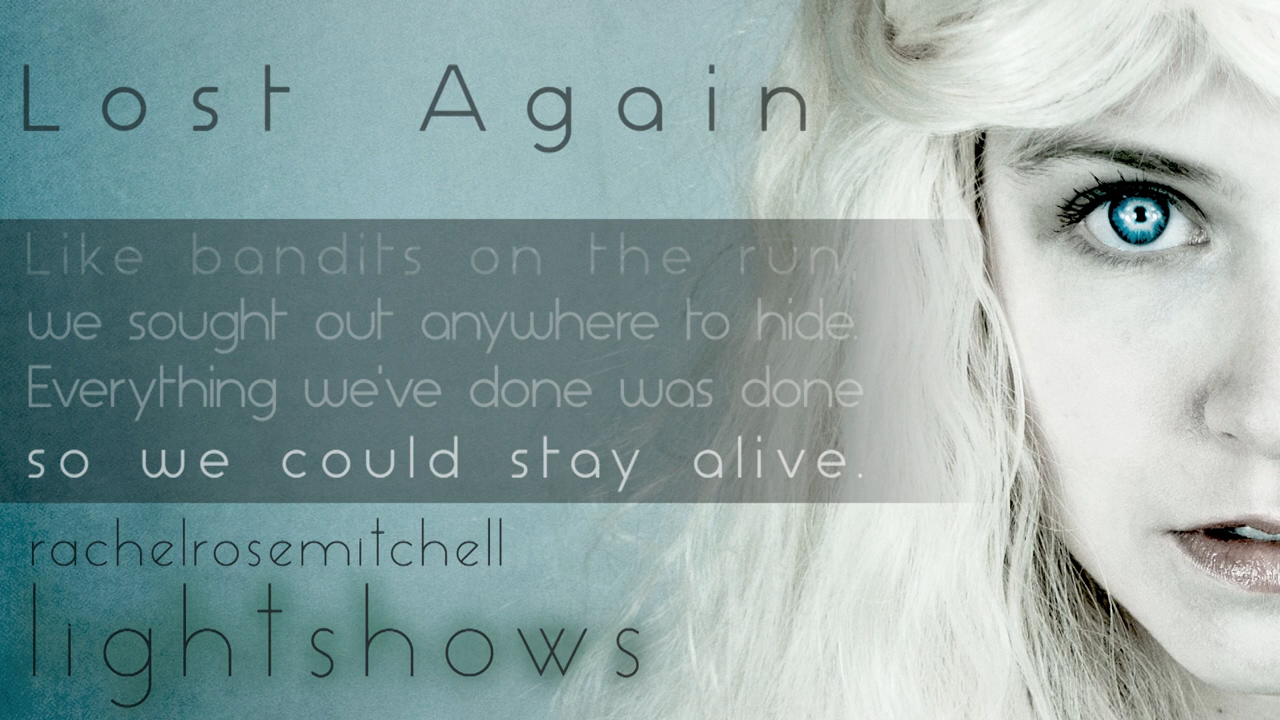 Lost Again
Like bandits on the run,
we sought out anywhere to hide.
Everything we've done was done
so we could stay alive.
rachelrosemitchell
lightshows